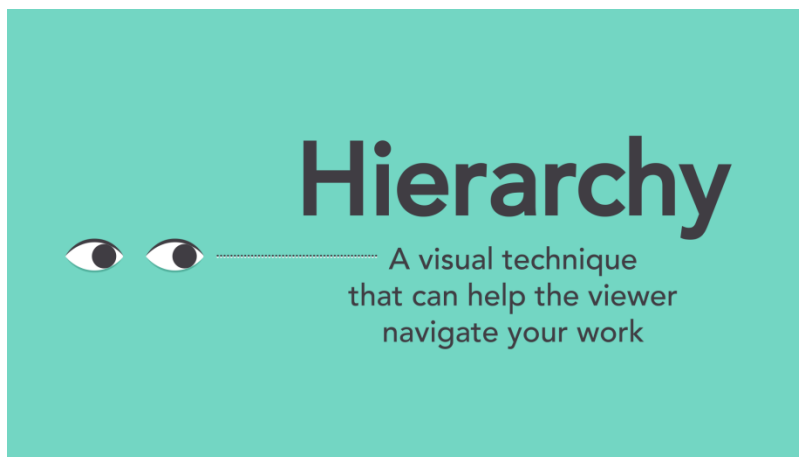 Hierarchy
A visual technique
that can help the viewer
navigate your work